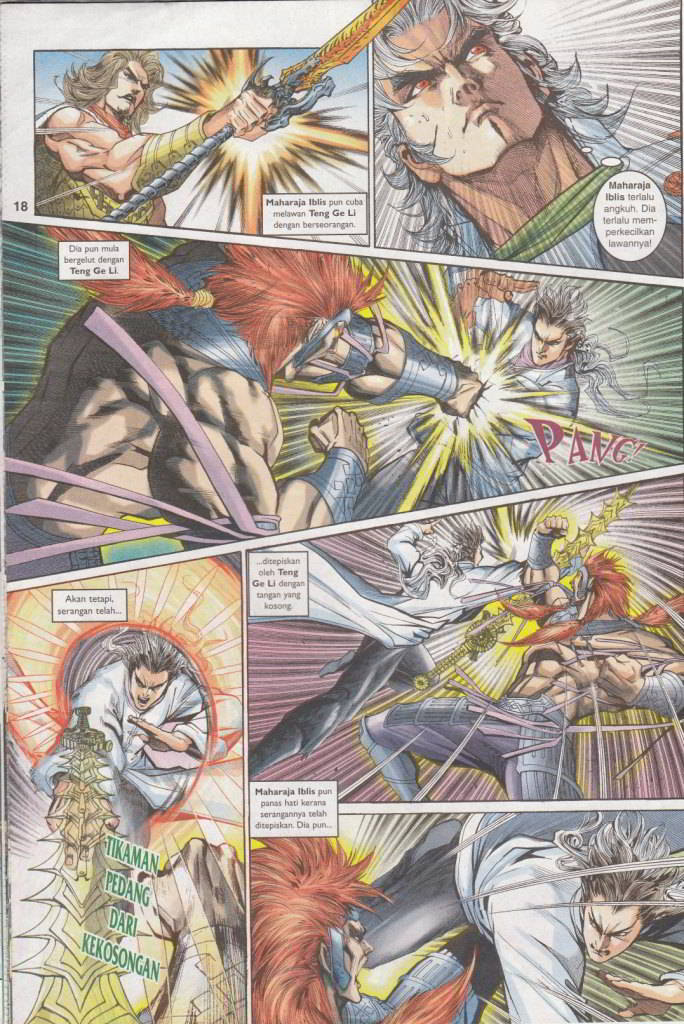 Maharaja Iblis pun cuba
melawan Teng Ge Li
dengan berseorangan.
Maharaja
Iblis terlalu
angkuh. Dia
terlalu mem-
perkecilkan
lawannya!
18
Dia pun mula
bergelut dengan
Teng Ge Li.
PANG!
Akan tetapi,
serangan telah...
...ditepiskan
oleh Teng
Ge Li dengan
tangan yang
kosong.
TIKAMAN
PEDANG
DARI
KEKOSONGAN
Maharaja Iblis pun
panas hati kerana
serangannya telah
ditepiskan. Dia pun...